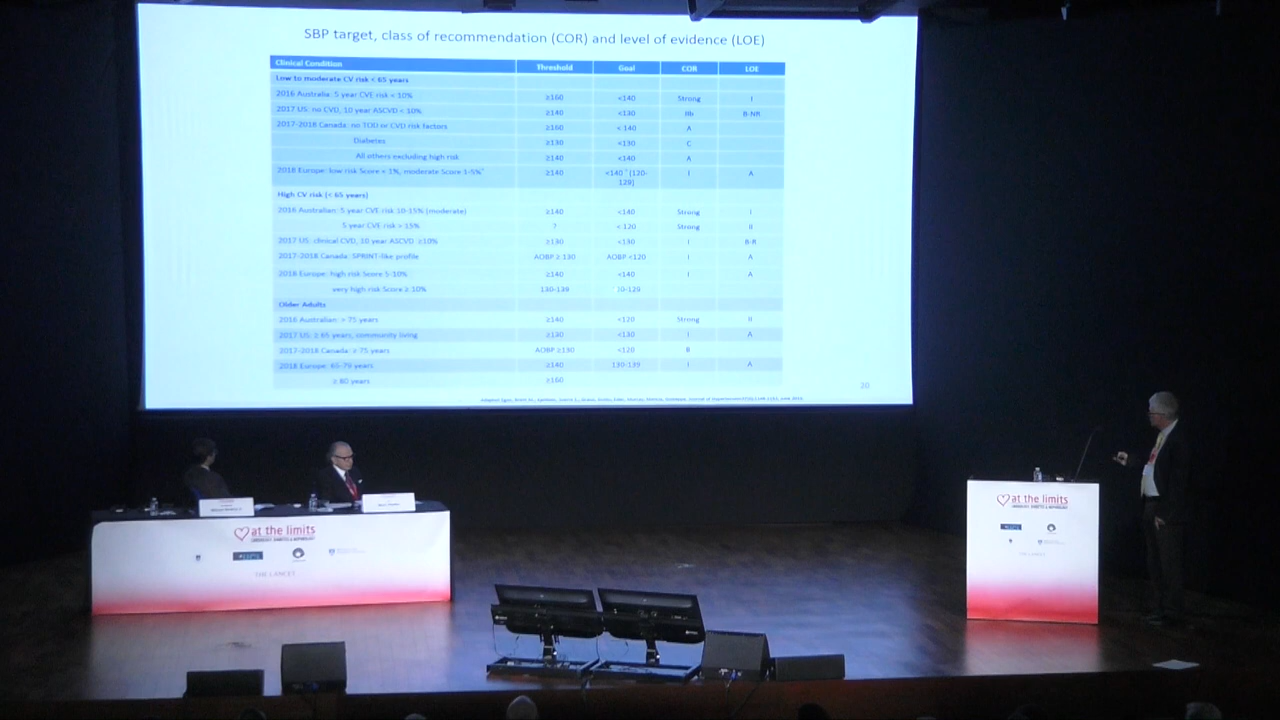 SBP target, class of recommendation (COR) and level of evidence (LOE)
Clinical Condition Threshold Goal COR LOE
Low to moderate CV risk < 65 years
2016 Australia: 5 year CVE risk < 10% ≥160 <140 Strong I
2017 US: no CVD, 10 year ASCVD < 10% ≥140 <130 IIb B-NR
2017-2018 Canada: no TOD or CVD risk factors ≥160 < 140 A
Diabetes ≥130 <130 C
All others excluding high risk ≥140 <140 A
2018 Europe: low risk Score < 1%, moderate Score 1-5% ≥140 <140 (120-129) I A
High CV risk (< 65 years)
2016 Australian: 5 year CVE risk 10-15% (moderate) ≥140 <140 Strong I
5 year CVE risk > 15% ? < 120 Strong II
2017 US: clinical CVD, 10 year ASCVD ≥10% ≥130 <130 I B-R
2017-2018 Canada: SPRINT-like profile AOBP ≥ 130 AOBP <120 I A
2018 Europe: high risk Score 5-10% ≥140 <140 I A
very high risk Score ≥ 10% 130-139
Older Adults
2016 Australian: > 75 years ≥140 <120 Strong II
2017 US: ≥ 65 years, community living ≥130 <130 I A
2017-2018 Canada: ≥ 75 years AOBP ≥130 <120 B
2018 Europe: 65-79 years ≥140 130-139 I A
≥ 80 years ≥160
20
at the limits
CARDIOLOGY, DIABETES & NEPHROLOGY
THE LANCET
at the limits
CARDIOLOGY, DIABETES & NEPHROLOGY